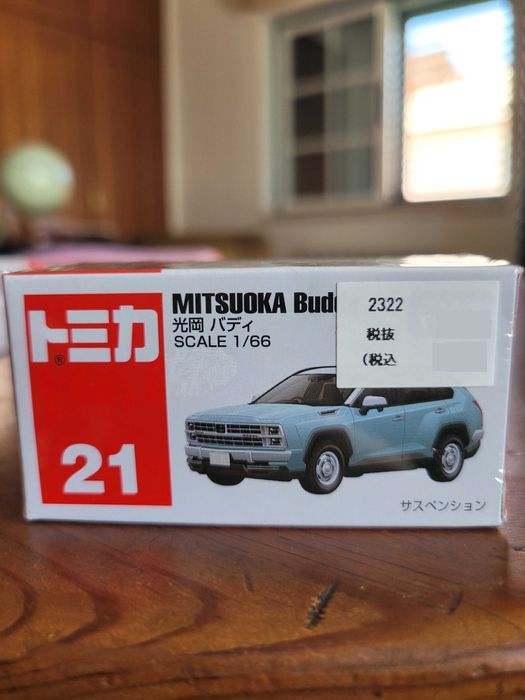 トミカ
®
21
MITSUOKA
光岡 バディ
SCALE 1/66
2322
税抜
(税込
サスペンション